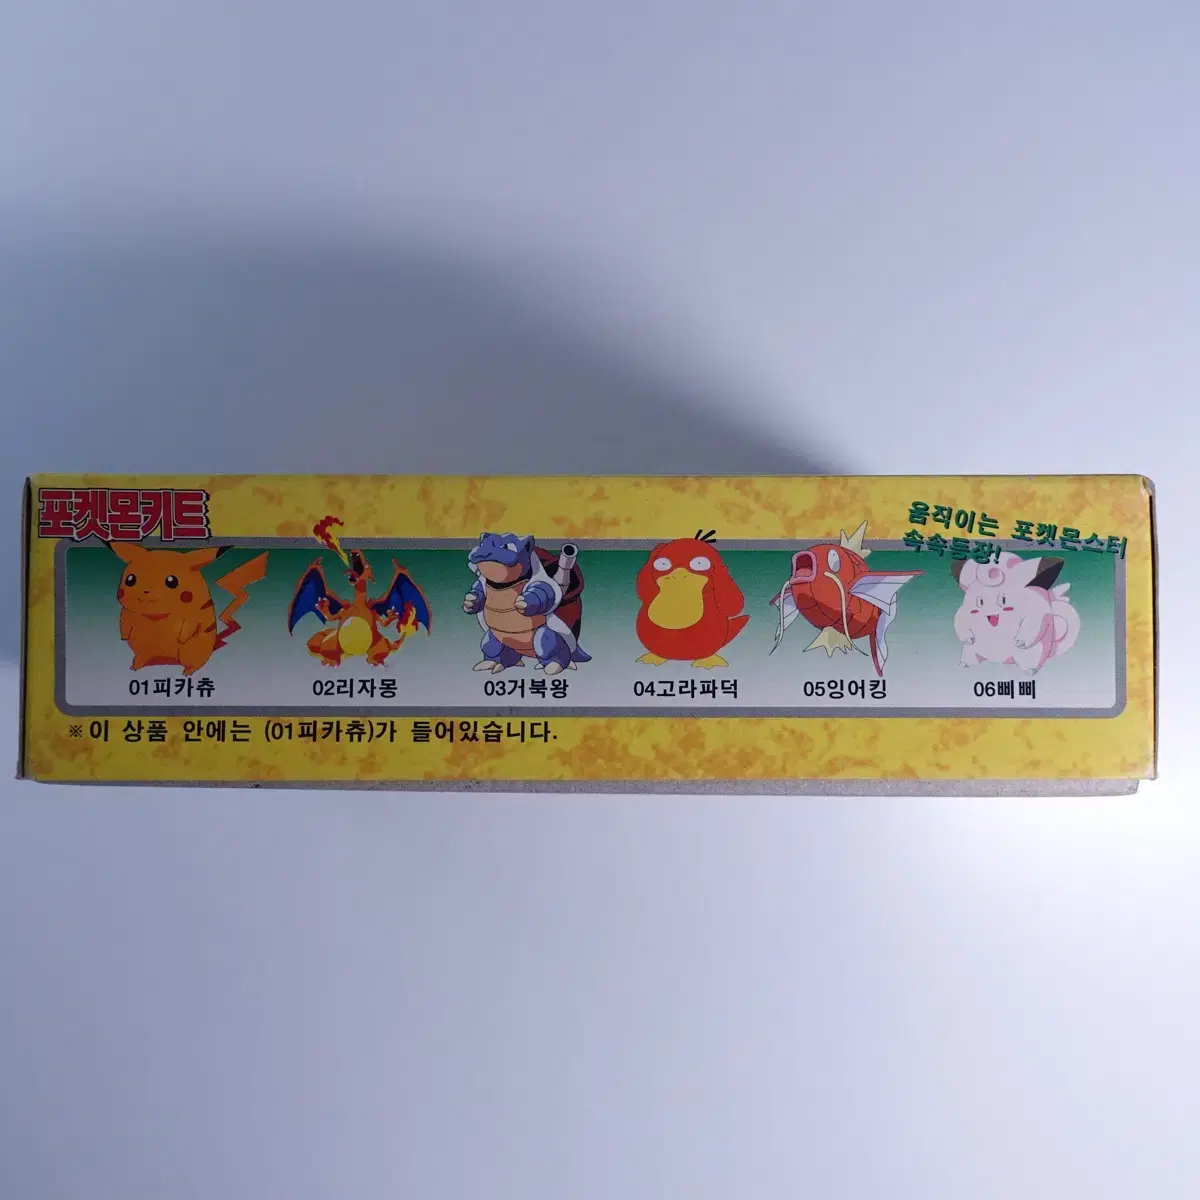 포켓몬키트
움직이는 포켓몬스터
속속등장!
01피카츄
02리자몽
03거북왕
04고라파덕
05잉어킹
06삐삐
※이 상품 안에는 (01피카츄)가 들어있습니다.